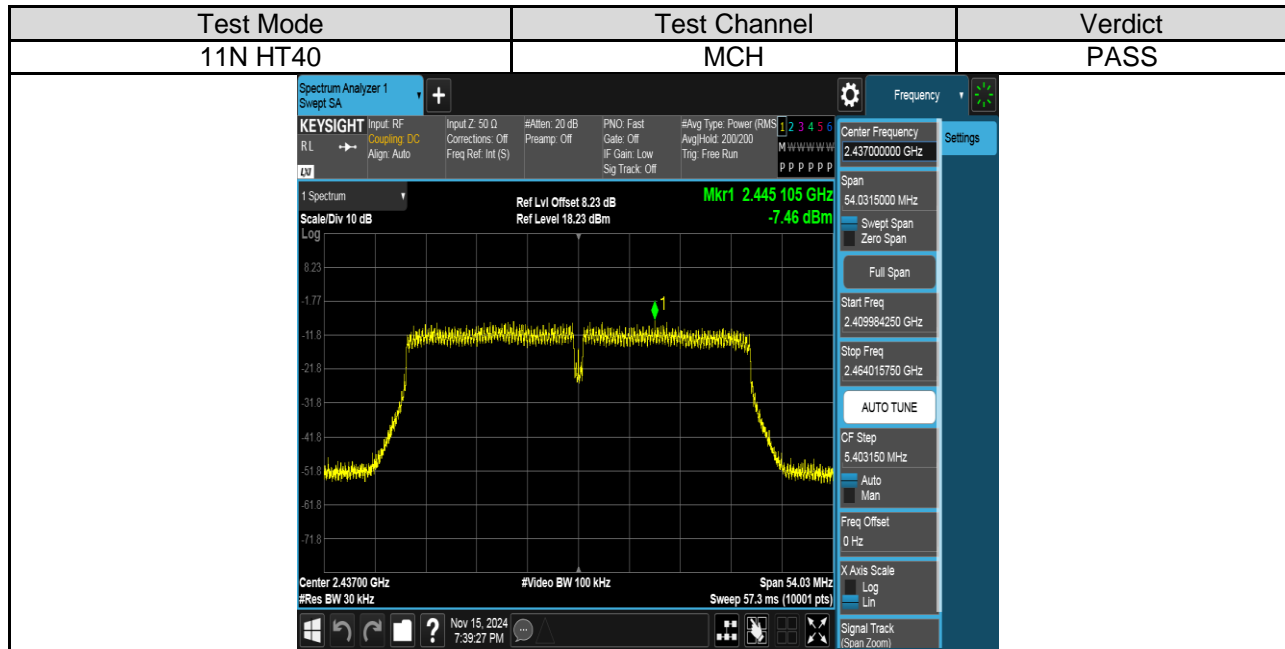 Test Mode Test Channel Verdict
11N HT40 MCH PASS
Spectrum Analyzer 1
Swept SA
+
Frequency
KEYSIGHT
RL
LXI
Input: RF
Coupling: DC
Align: Auto
Input Z: 50 Ω
Corrections: Off
Freq Ref: Int (S)
#Atten: 20 dB
Preamp: Off
PNO: Fast
Gate: Off
IF Gain: Low
Sig Track: Off
#Avg Type: Power (RMS
Avg|Hold: 200/200
Trig: Free Run
1 2 3 4 5 6
M W W W W W
P P P P P P
1 Spectrum
Scale/Div 10 dB
Log
Ref Lvl Offset 8.23 dB
Ref Level 18.23 dBm
Mkr1 2.445 105 GHz
-7.46 dBm
8.23
-1.77
-11.8
-21.8
-31.8
-41.8
-51.8
-61.8
-71.8
1
Center 2.43700 GHz
#Res BW 30 kHz
#Video BW 100 kHz
Span 54.03 MHz
Sweep 57.3 ms (10001 pts)
?
Nov 15, 2024
7:39:27 PM
Center Frequency
2.437000000 GHz
Settings
Span
54.0315000 MHz
Swept Span
Zero Span
Full Span
Start Freq
2.409984250 GHz
Stop Freq
2.464015750 GHz
AUTO TUNE
CF Step
5.403150 MHz
Auto
Man
Freq Offset
0 Hz
X Axis Scale
Log
Lin
Signal Track
(Span Zoom)